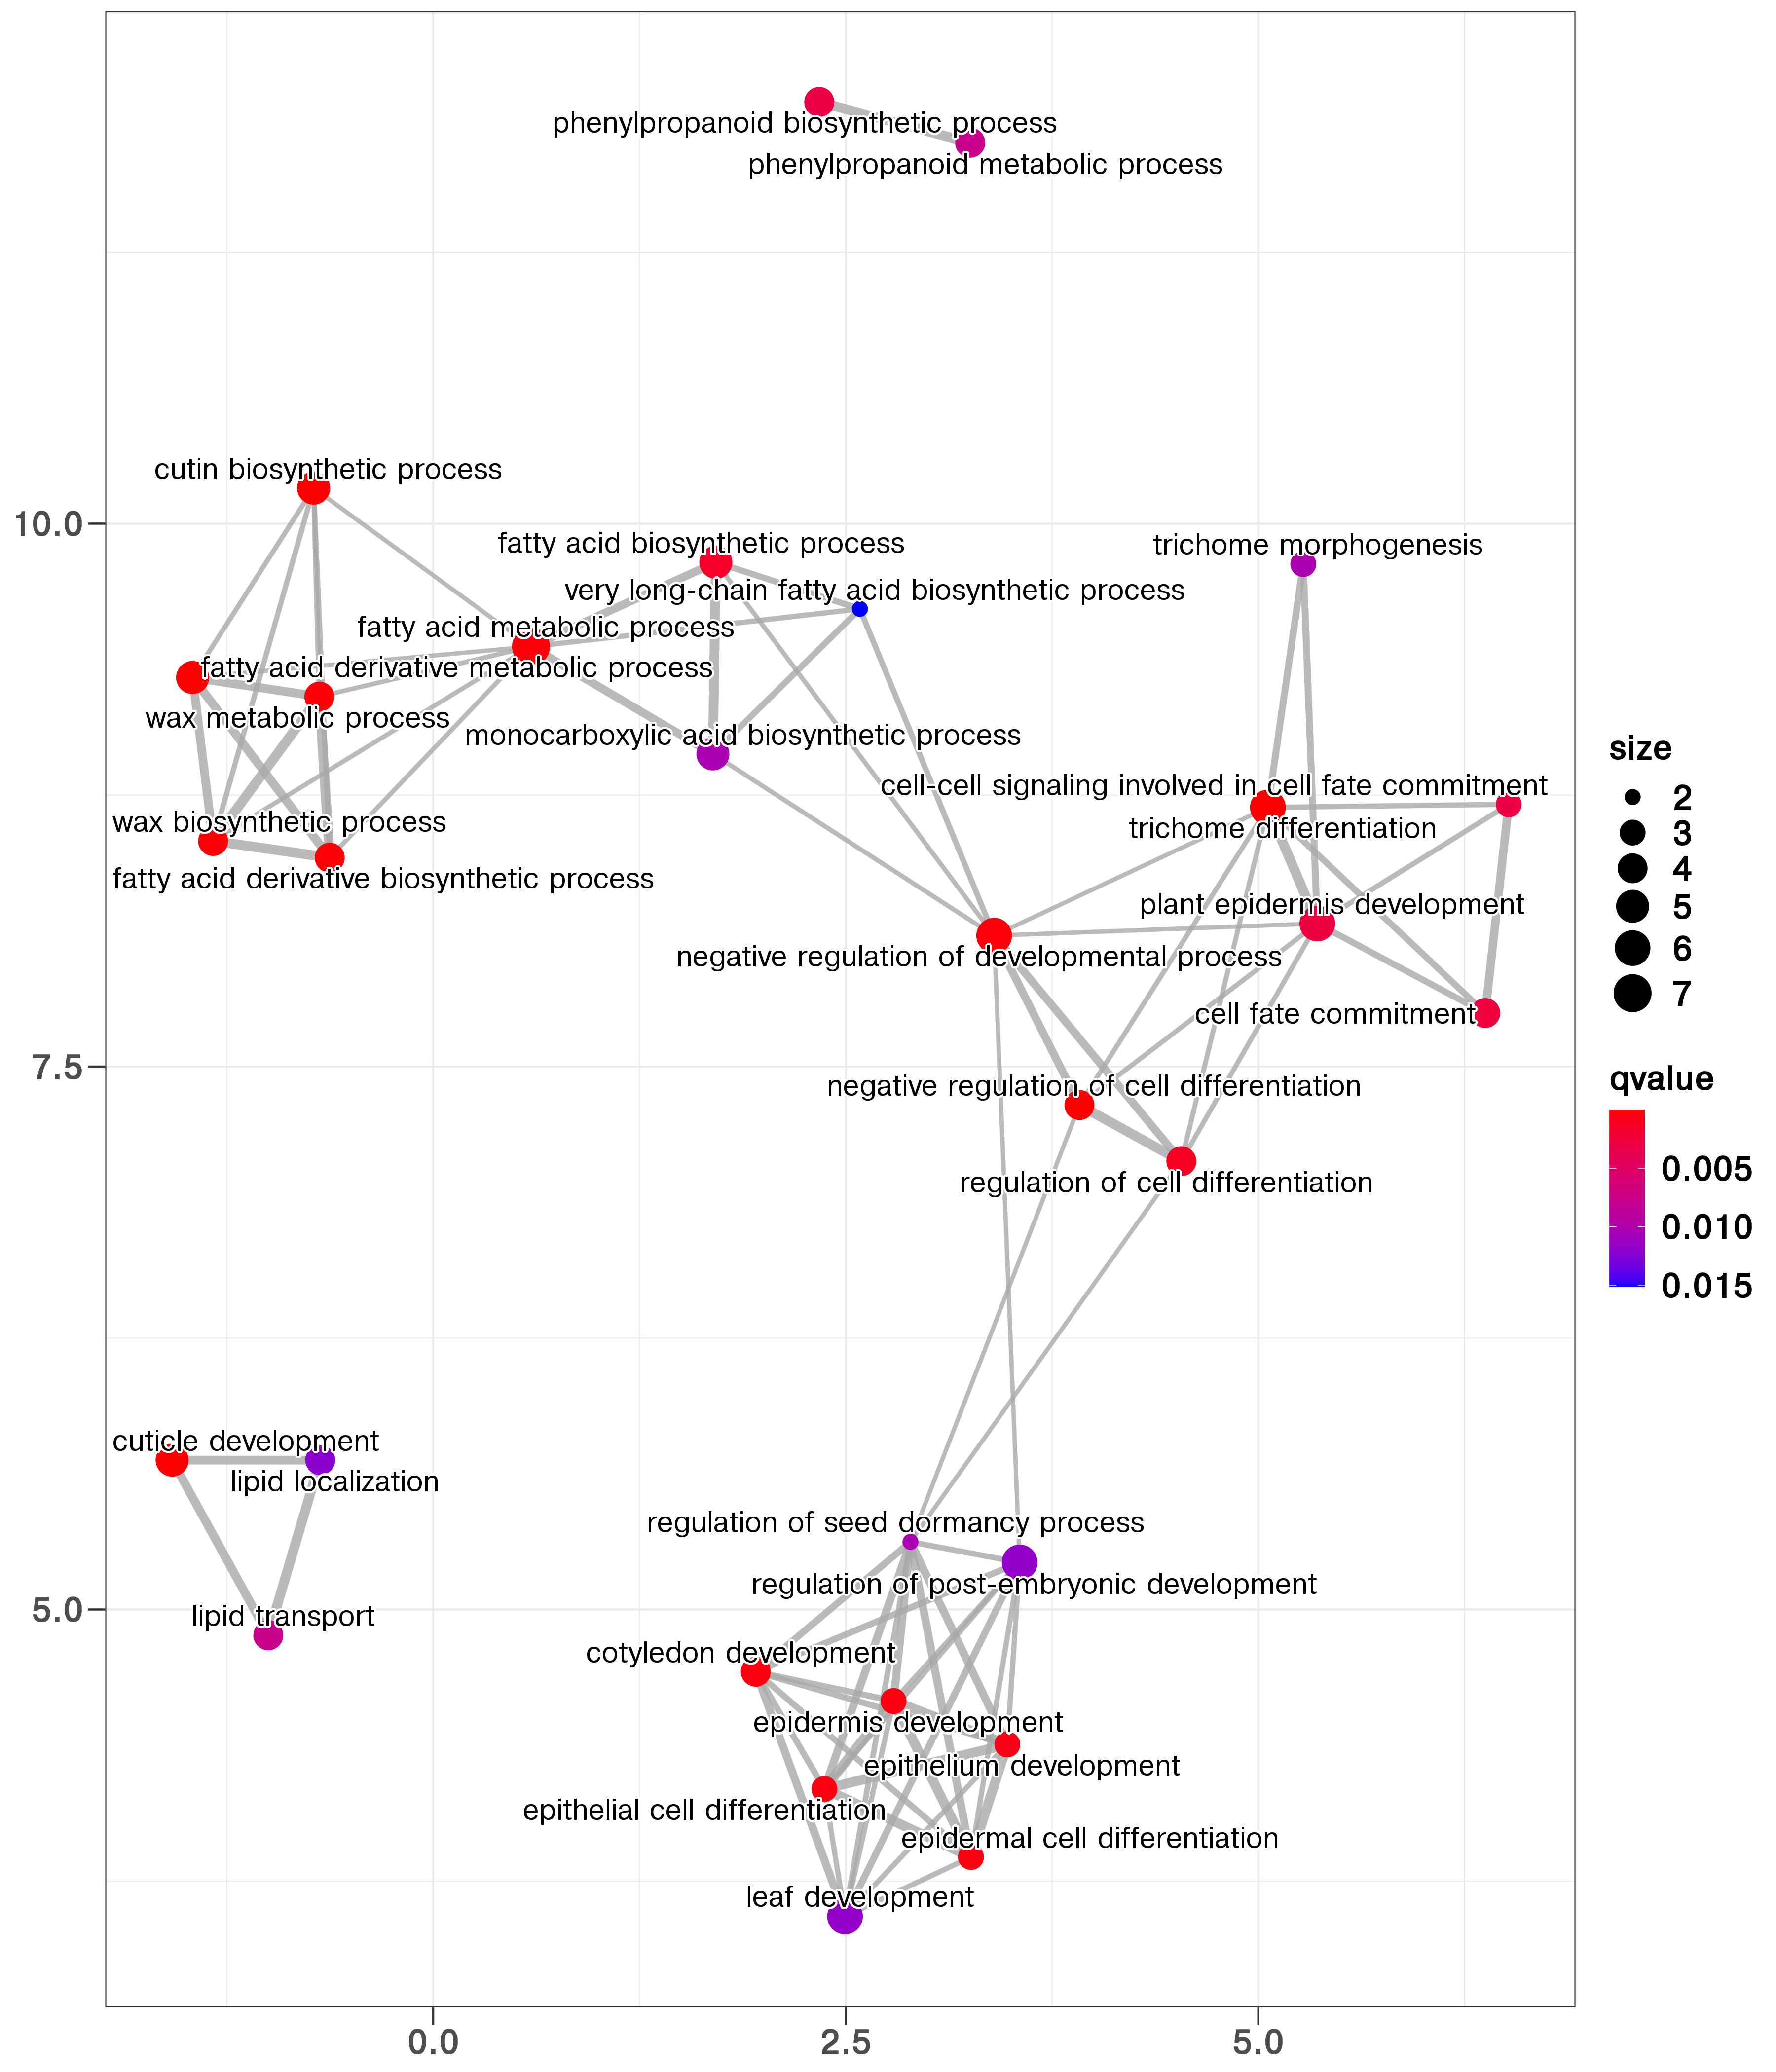 phenylpropanoid biosynthetic process
phenylpropanoid metabolic process
cutin biosynthetic process
10.0
fatty acid biosynthetic process
trichome morphogenesis
very long-chain fatty acid biosynthetic process
fatty acid metabolic process
fatty acid derivative metabolic process
wax metabolic process
monocarboxylic acid biosynthetic process
cell-cell signaling involved in cell fate commitment
wax biosynthetic process
trichome differentiation
fatty acid derivative biosynthetic process
plant epidermis development
negative regulation of developmental process
cell fate commitment
7.5
negative regulation of cell differentiation
regulation of cell differentiation
cuticle development
lipid localization
regulation of seed dormancy process
regulation of post-embryonic development
5.0
lipid transport
cotyledon development
epidermis development
epithelium development
epithelial cell differentiation
epidermal cell differentiation
leaf development
0.0
2.5
5.0
size
2
3
4
5
6
7
qvalue
0.005
0.010
0.015